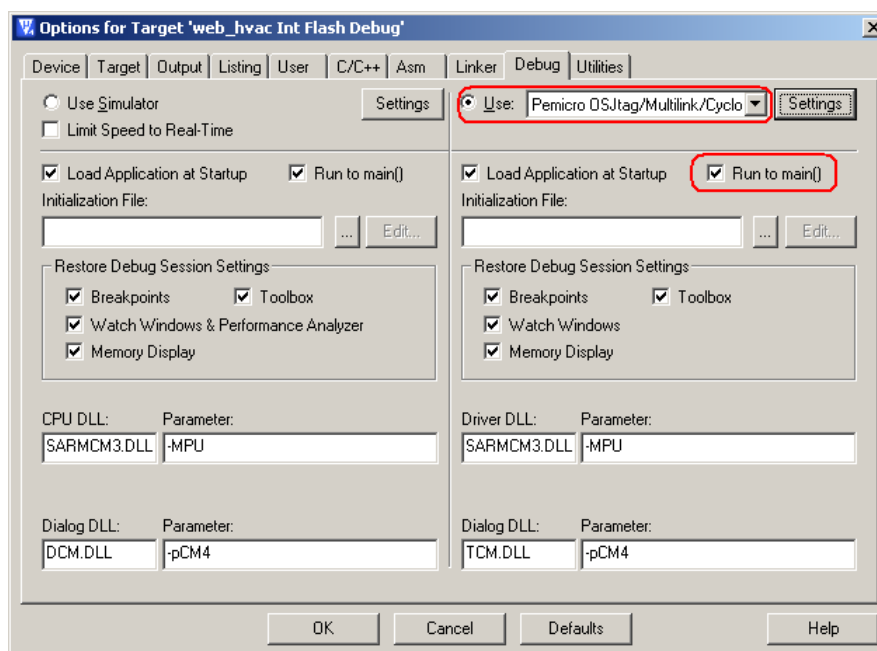 Options for Target 'web_hvac Int Flash Debug'
Device Target Output Listing User C/C++ Asm Linker Debug Utilities
Use Simulator Settings
Limit Speed to Real-Time
Use: Pemicro OSJtag/Multilink/Cyclo Settings
Load Application at Startup Run to main()
Initialization File:
... Edit...
Restore Debug Session Settings
Breakpoints Toolbox
Watch Windows & Performance Analyzer
Memory Display
CPU DLL: Parameter:
SARMCM3.DLL -MPU
Dialog DLL: Parameter:
DCM.DLL -pCM4
Load Application at Startup Run to main()
Initialization File:
... Edit...
Restore Debug Session Settings
Breakpoints Toolbox
Watch Windows
Memory Display
Driver DLL: Parameter:
SARMCM3.DLL -MPU
Dialog DLL: Parameter:
TCM.DLL -pCM4
OK Cancel Defaults Help